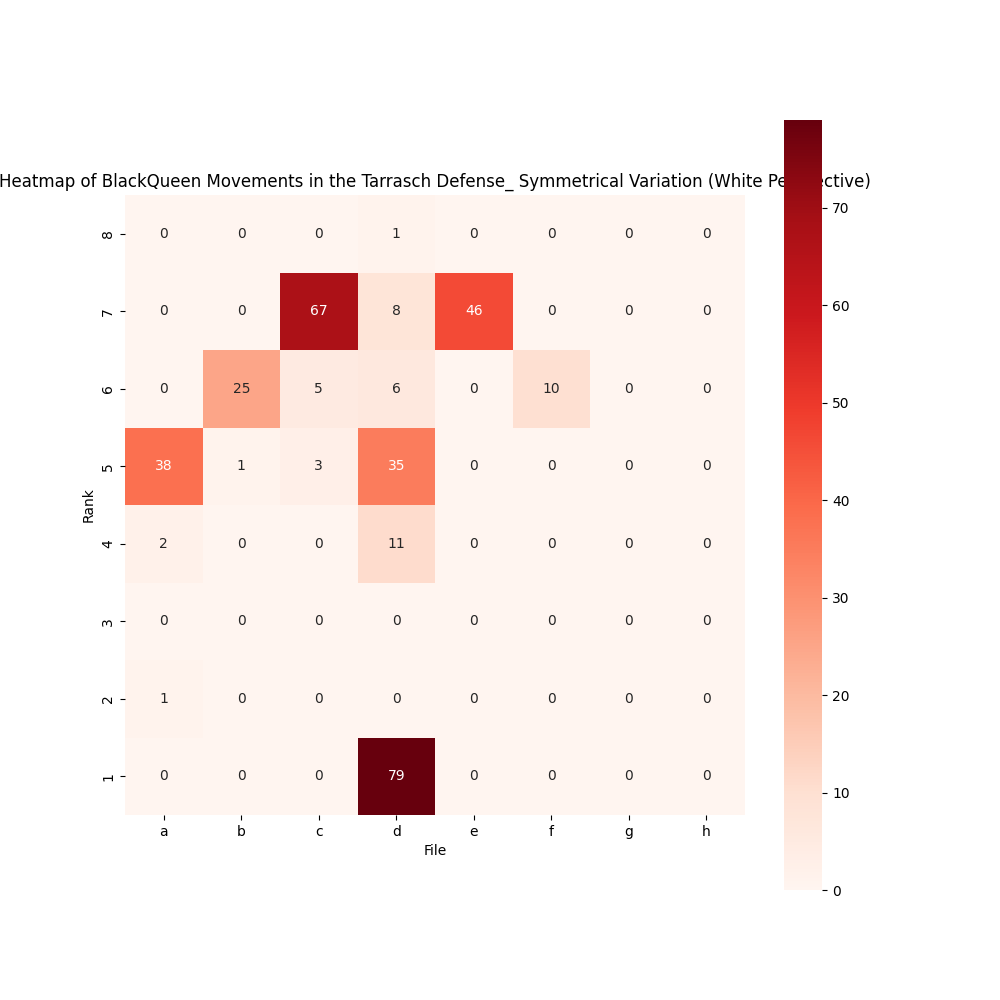 Heatmap of BlackQueen Movements in the Tarrasch Defense_ Symmetrical Variation (White Perspective)
Rank
8 0 0 0 1 0 0 0 0
7 0 0 67 8 46 0 0 0
6 0 25 5 6 0 10 0 0
5 38 1 3 35 0 0 0 0
4 2 0 0 11 0 0 0 0
3 0 0 0 0 0 0 0 0
2 1 0 0 0 0 0 0 0
1 0 0 0 79 0 0 0 0
a b c d e f g h
File
70
60
50
40
30
20
10
0